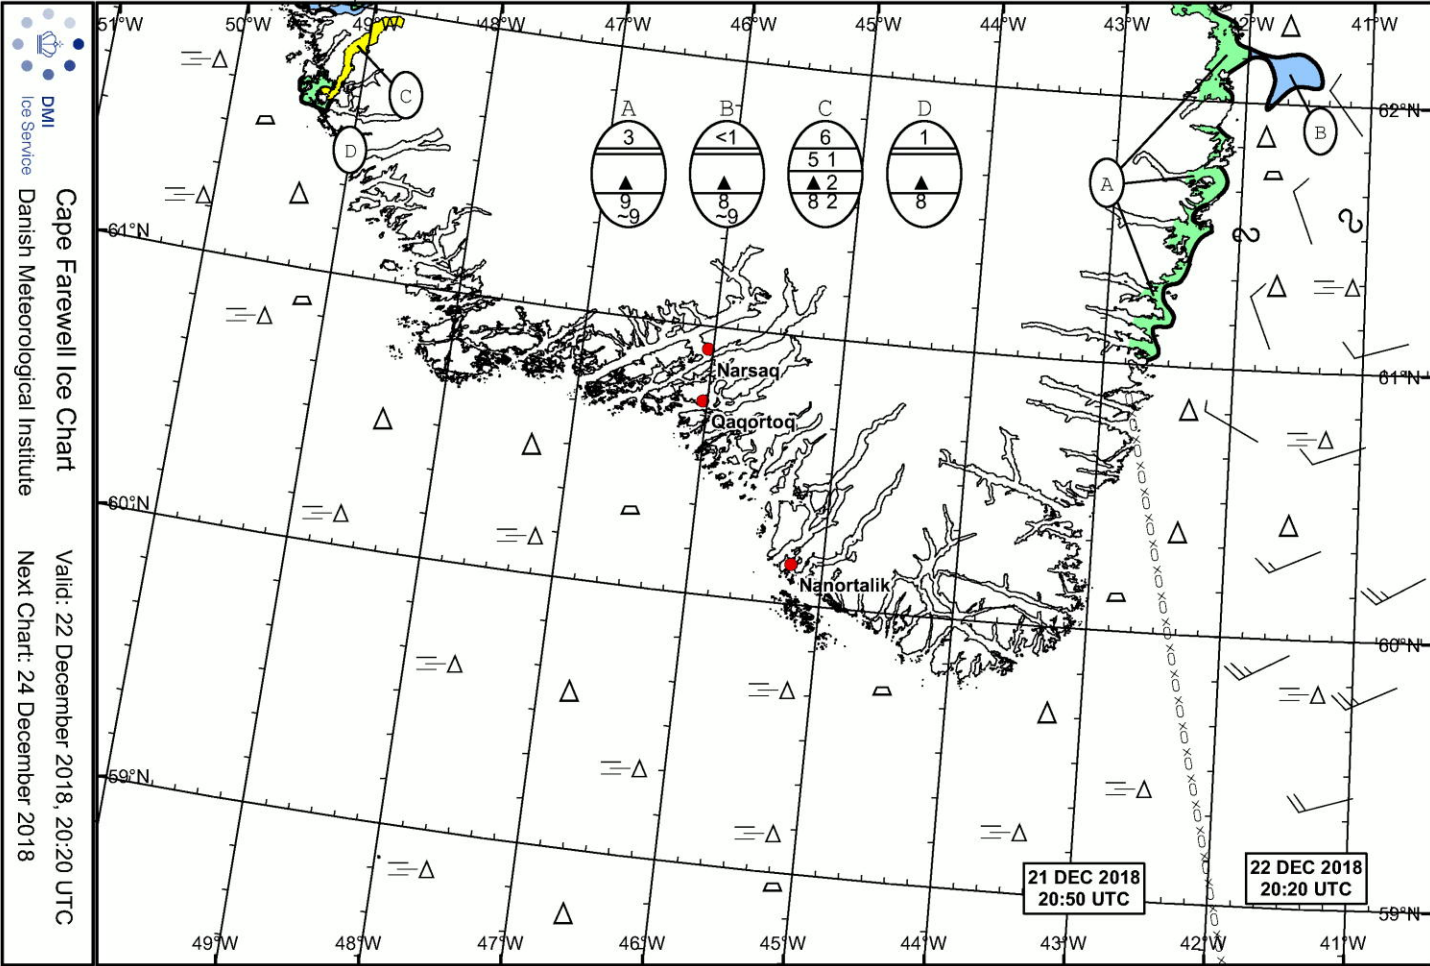 51°W 50°W 49°W 48°W 47°W 46°W 45°W 44°W 43°W 42°W 41°W
DMI
Ice Service
Cape Farewell Ice Chart
Danish Meteorological Institute
Valid: 22 December 2018, 20:20 UTC
Next Chart: 24 December 2018
A B C D
3 <1 6 1
5 1
2
9 8 8 2 8
~9 ~9
C
D
A
B
62°N
61°N
61°N
Narsaq
Qaqortoq
60°N
Nanortalik
60°N
59°N
21 DEC 2018
20:50 UTC
22 DEC 2018
20:20 UTC
59°N
49°W 48°W 47°W 46°W 45°W 44°W 43°W 42°W 41°W